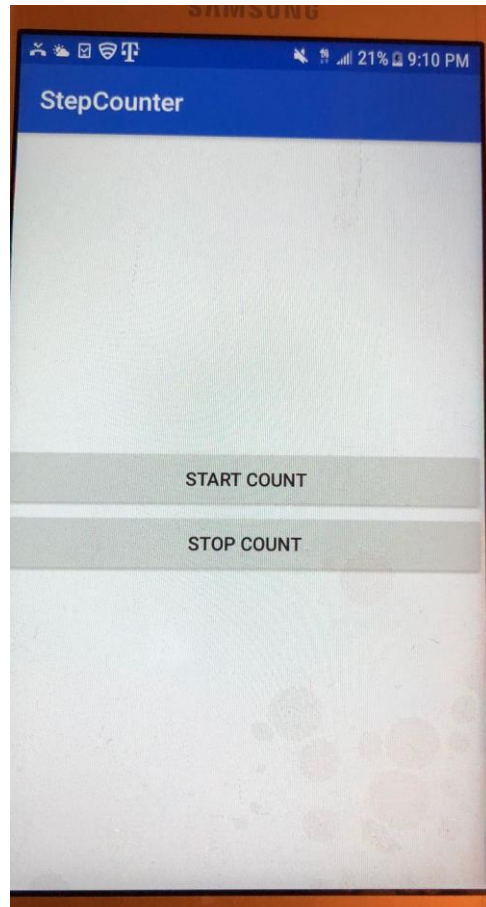 SAMSUNG
21% 9:10 PM
StepCounter
START COUNT
STOP COUNT